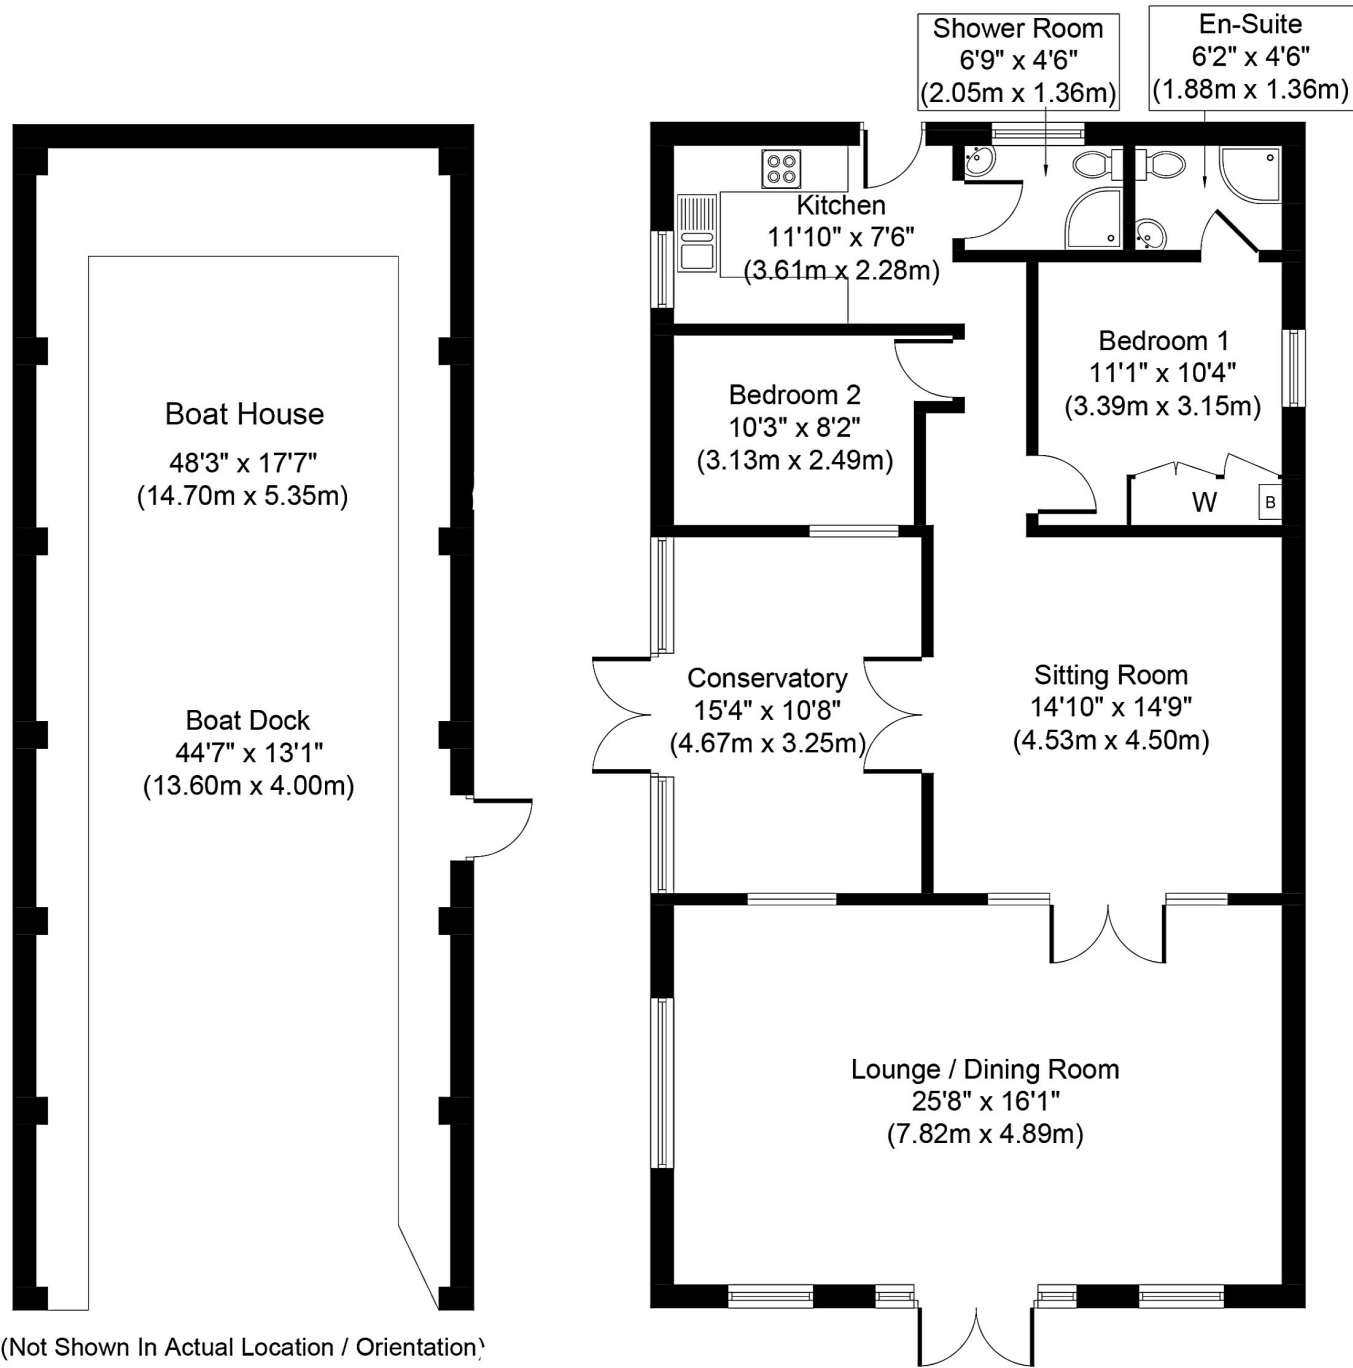 Shower Room
6'9" x 4'6"
(2.05m x 1.36m)
En-Suite
6'2" x 4'6"
(1.88m x 1.36m)
Kitchen
11'10" x 7'6"
(3.61m x 2.28m)
Bedroom 1
11'1" x 10'4"
(3.39m x 3.15m)
Bedroom 2
10'3" x 8'2"
(3.13m x 2.49m)
W
B
Boat House
48'3" x 17'7"
(14.70m x 5.35m)
Boat Dock
44'7" x 13'1"
(13.60m x 4.00m)
Conservatory
15'4" x 10'8"
(4.67m x 3.25m)
Sitting Room
14'10" x 14'9"
(4.53m x 4.50m)
Lounge / Dining Room
25'8" x 16'1"
(7.82m x 4.89m)
(Not Shown In Actual Location / Orientation)